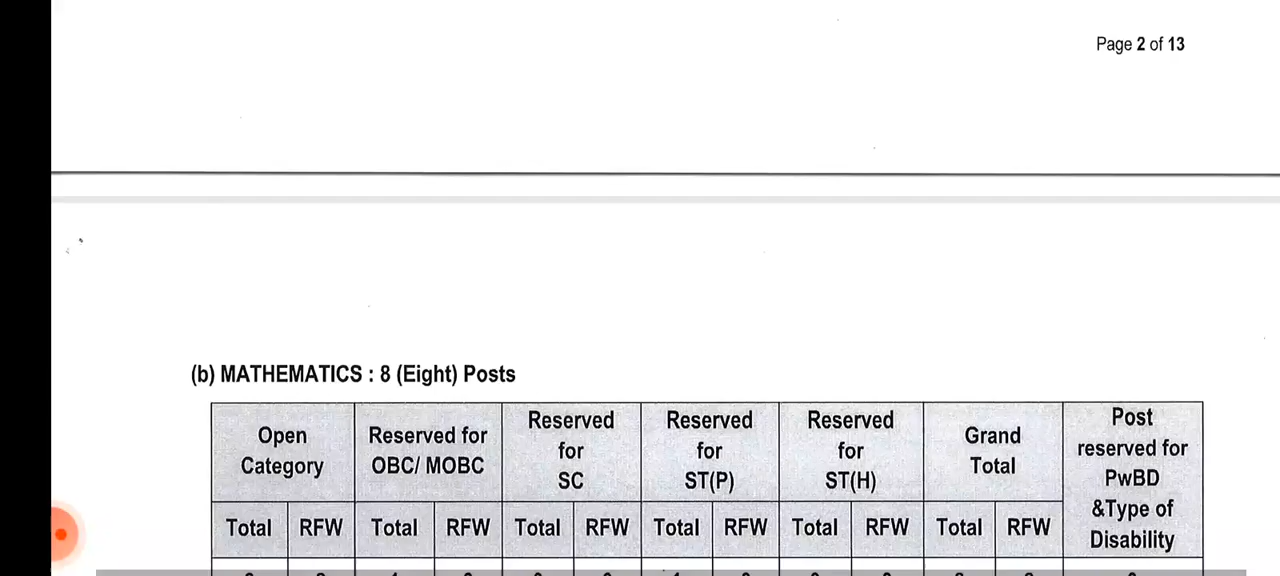 Page 2 of 13
(b) MATHEMATICS : 8 (Eight) Posts
Open Category
Reserved for OBC/ MOBC
Reserved for SC
Reserved for ST(P)
Reserved for ST(H)
Grand Total
Post reserved for PwBD &Type of Disability
Total RFW Total RFW Total RFW Total RFW Total RFW Total RFW